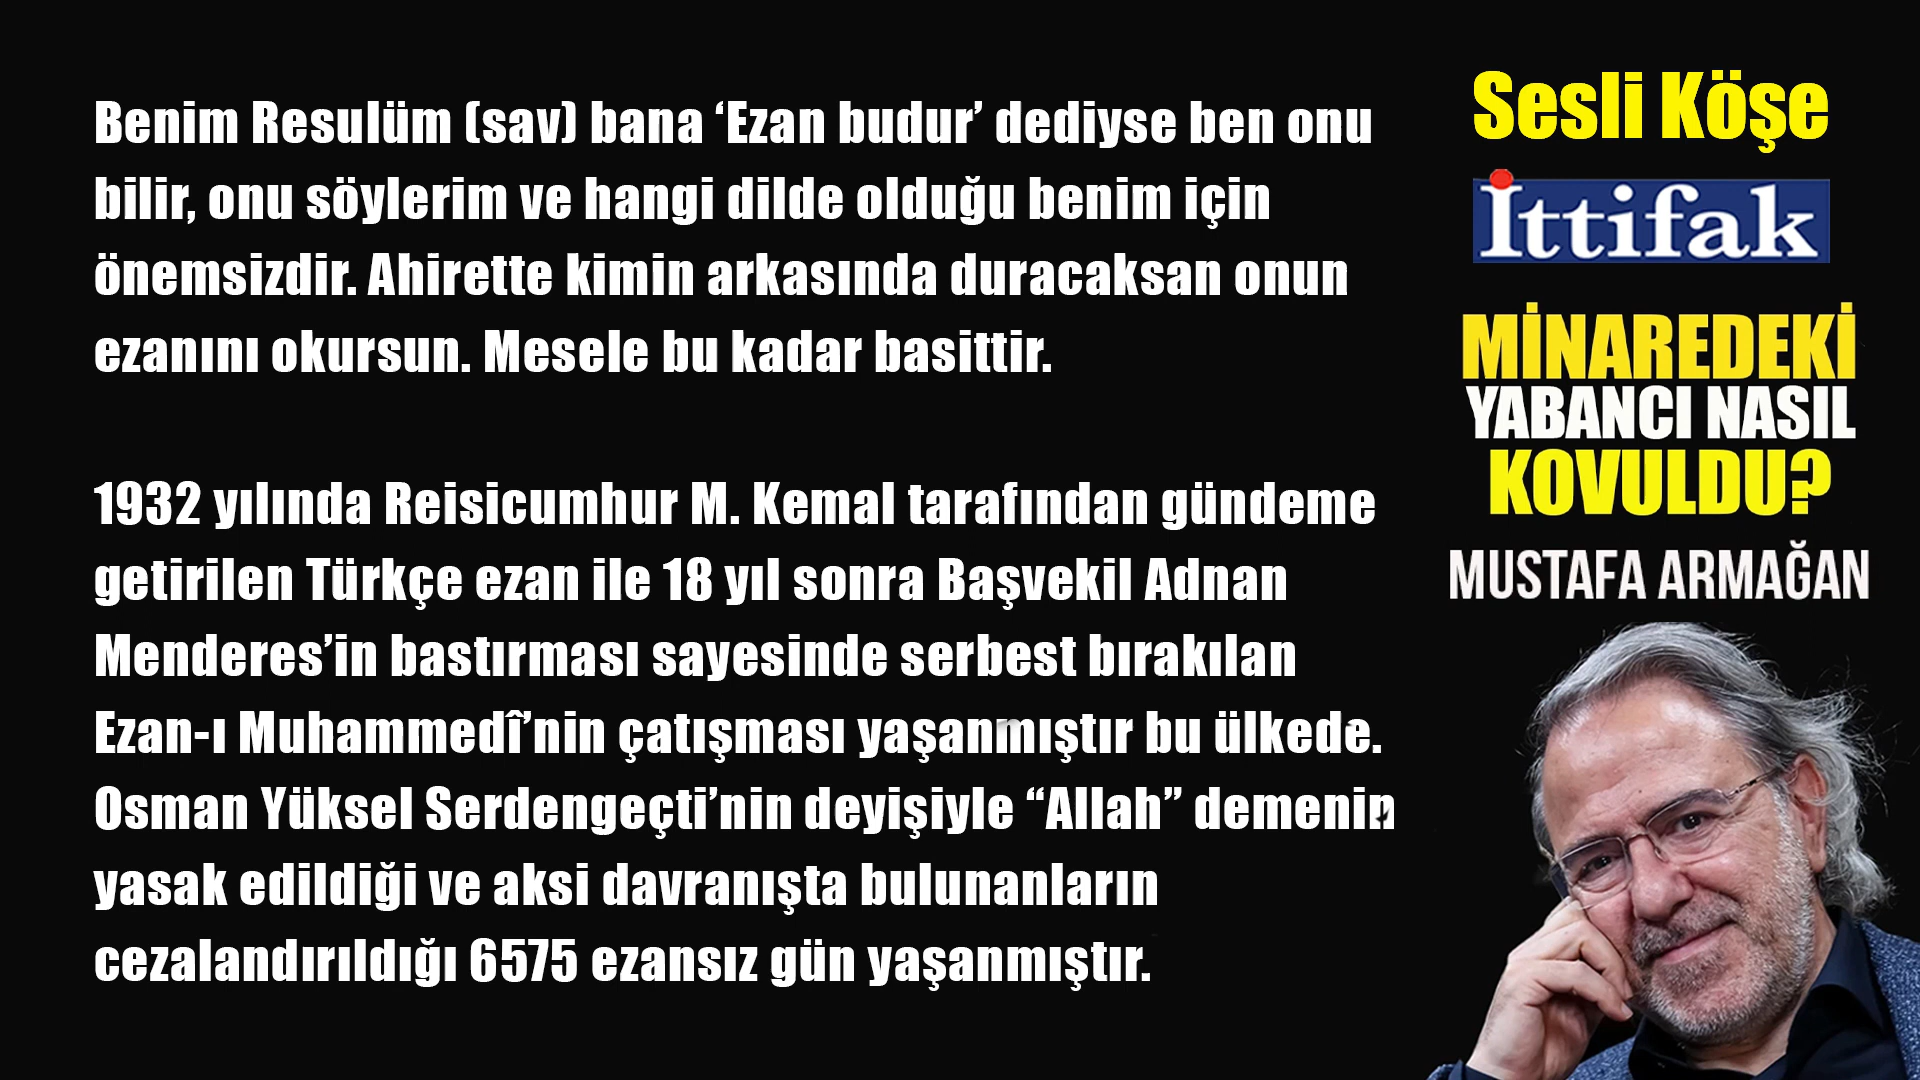 Benim Resulüm (sav) bana ‘Ezan budur’ dediyse ben onu
bilir, onu söylerim ve hangi dilde olduğu benim için
önemsizdir. Ahirette kimin arkasında duracaksan onun
ezanını okursun. Mesele bu kadar basittir.
1932 yılında Reisicumhur M. Kemal tarafından gündeme
getirilen Türkçe ezan ile 18 yıl sonra Başvekil Adnan
Menderes’in bastırması sayesinde serbest bırakılan
Ezan-ı Muhammedî’nin çatışması yaşanmıştır bu ülkede.
Osman Yüksel Serdengeçti’nin deyişiyle “Allah” demenin
yasak edildiği ve aksi davranışta bulunanların
cezalandırıldığı 6575 ezansız gün yaşanmıştır.
Sesli Köşe
İttifak
MİNAREDEKİ
YABANCI NASIL
KOVULDU?
MUSTAFA ARMAĞAN